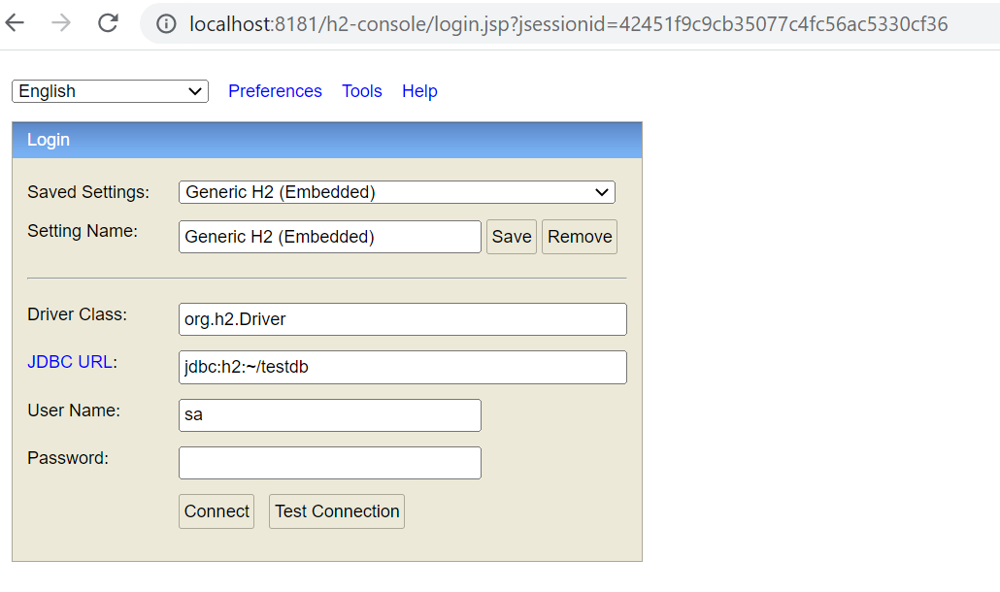 localhost:8181/h2-console/login.jsp?jsessionid=42451f9c9cb35077c4fc56ac5330cf36
English Preferences Tools Help
Login
Saved Settings: Generic H2 (Embedded)
Setting Name: Generic H2 (Embedded) Save Remove
Driver Class: org.h2.Driver
JDBC URL: jdbc:h2:~/testdb
User Name: sa
Password:
Connect Test Connection